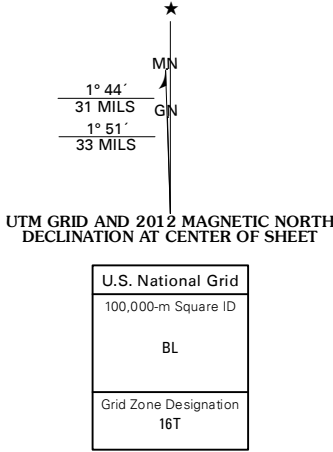 MN
1° 44´
31 MILS
GN
1° 51´
33 MILS
UTM GRID AND 2012 MAGNETIC NORTH
DECLINATION AT CENTER OF SHEET
U.S. National Grid
100,000-m Square ID
BL
Grid Zone Designation
16T